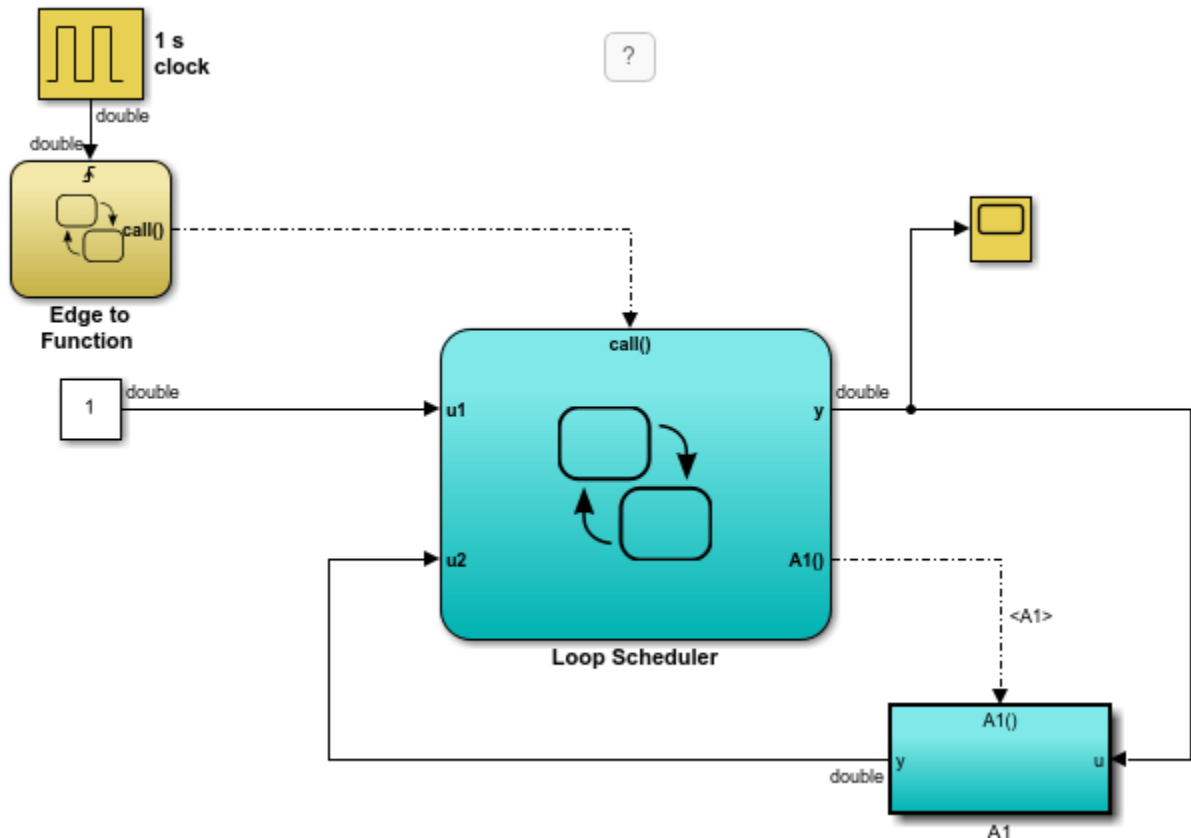 1 s
clock
?
double
double
call()
Edge to
Function
call()
1
double
u1
y
double
u2
A1()
<A1>
Loop Scheduler
A1()
y
u
double
A1